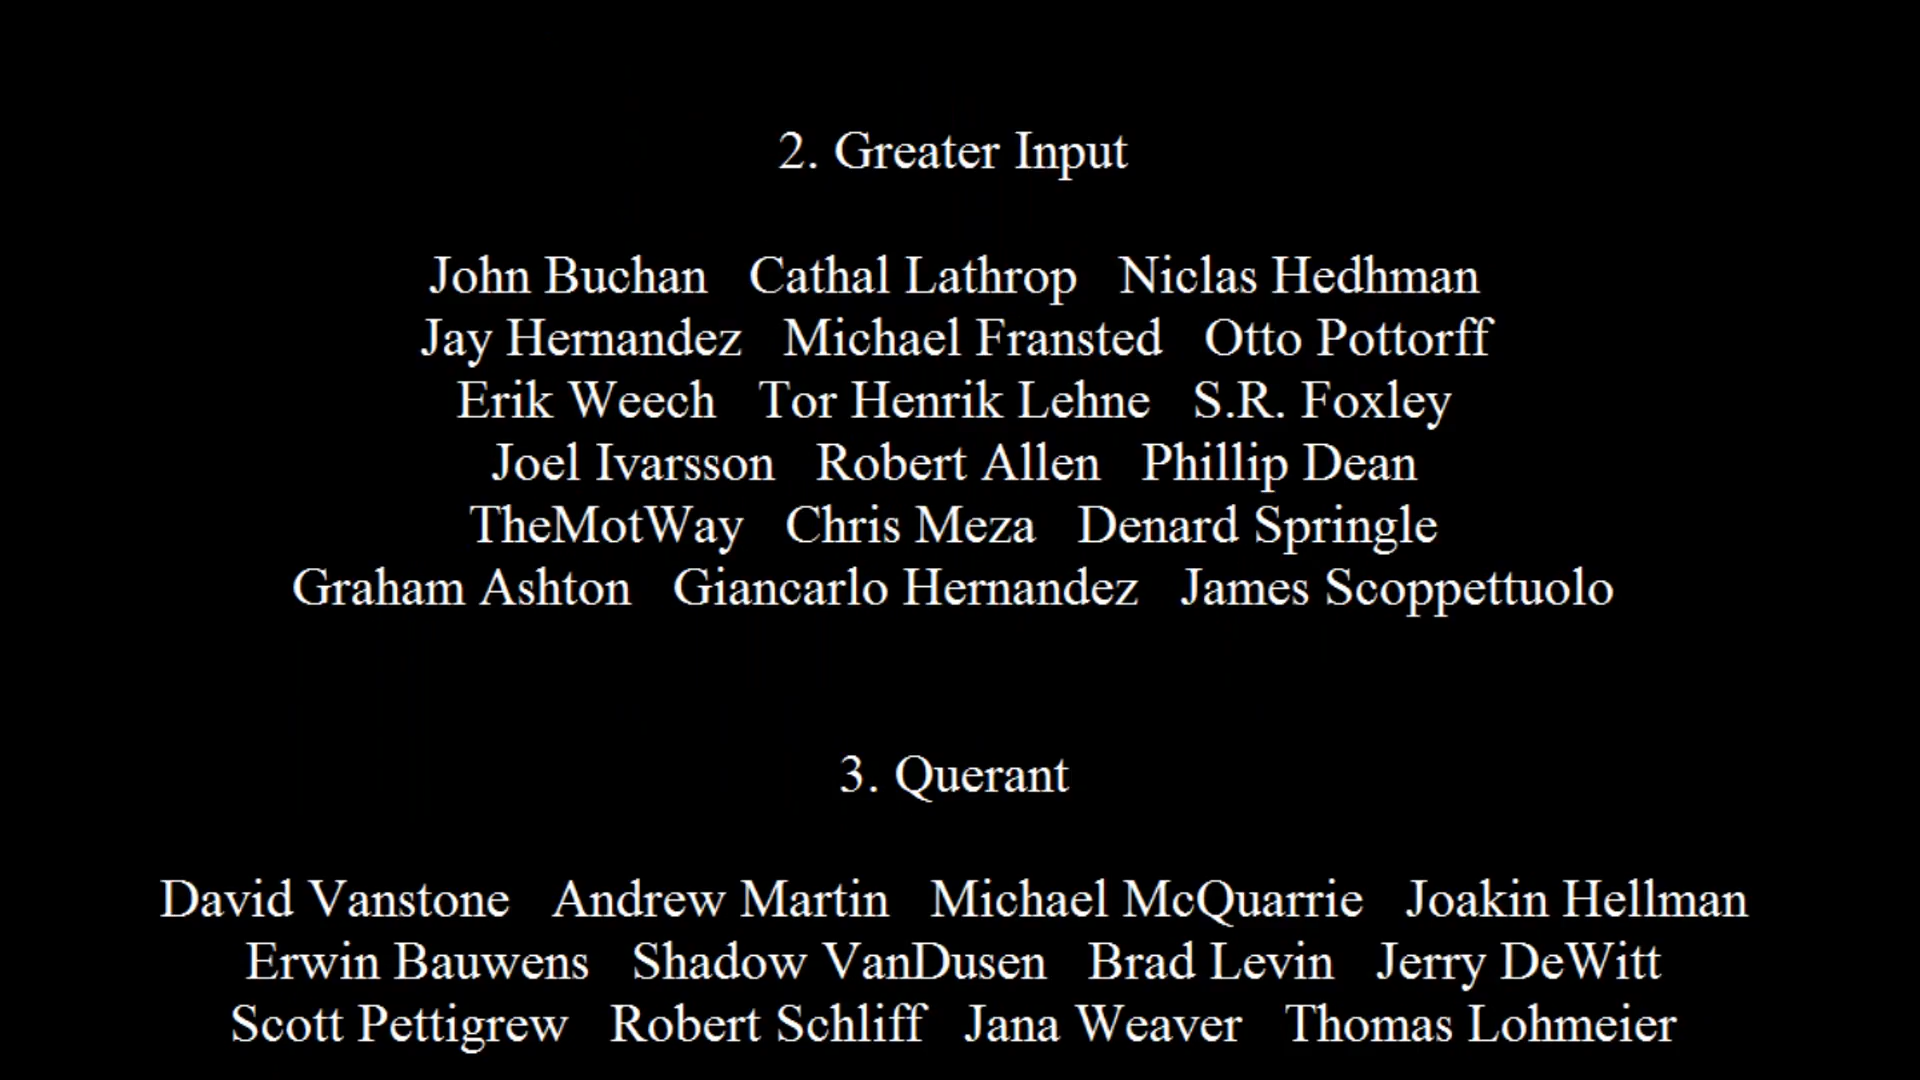 2. Greater Input
John Buchan Cathal Lathrop Niclas Hedhman
Jay Hernandez Michael Fransted Otto Pottorff
Erik Weech Tor Henrik Lehne S.R. Foxley
Joel Ivarsson Robert Allen Phillip Dean
TheMotWay Chris Meza Denard Springle
Graham Ashton Giancarlo Hernandez James Scoppettuolo
3. Querant
David Vanstone Andrew Martin Michael McQuarrie Joakin Hellman
Erwin Bauwens Shadow VanDusen Brad Levin Jerry DeWitt
Scott Pettigrew Robert Schliff Jana Weaver Thomas Lohmeier